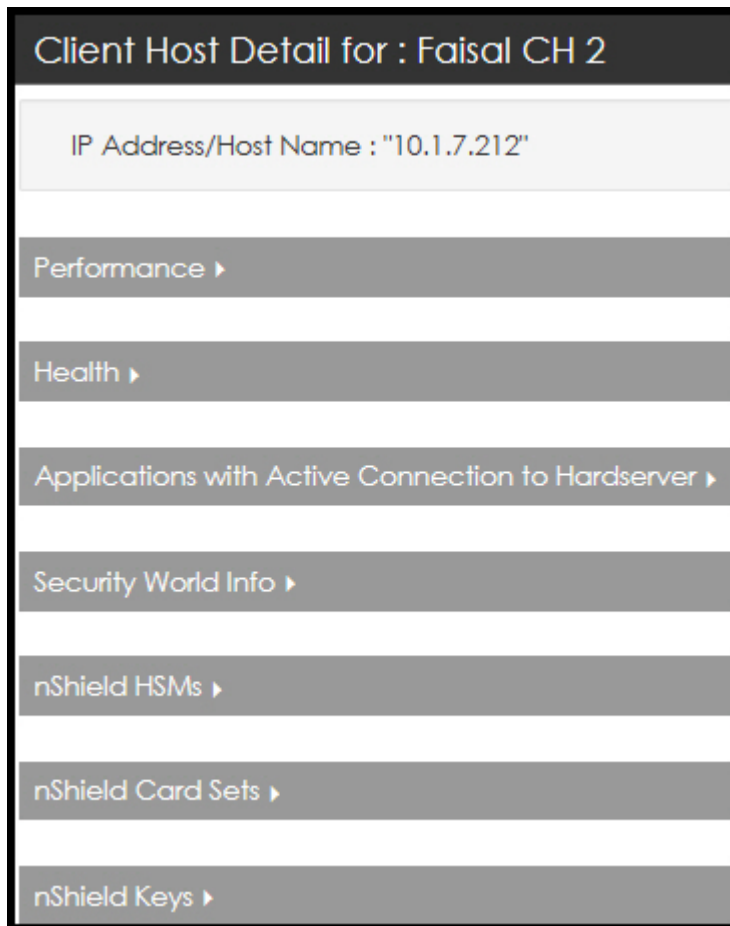 Client Host Detail for : Faisal CH 2
IP Address/Host Name : "10.1.7.212"
Performance
Health
Applications with Active Connection to Hardserver
Security World Info
nShield HSMs
nShield Card Sets
nShield Keys